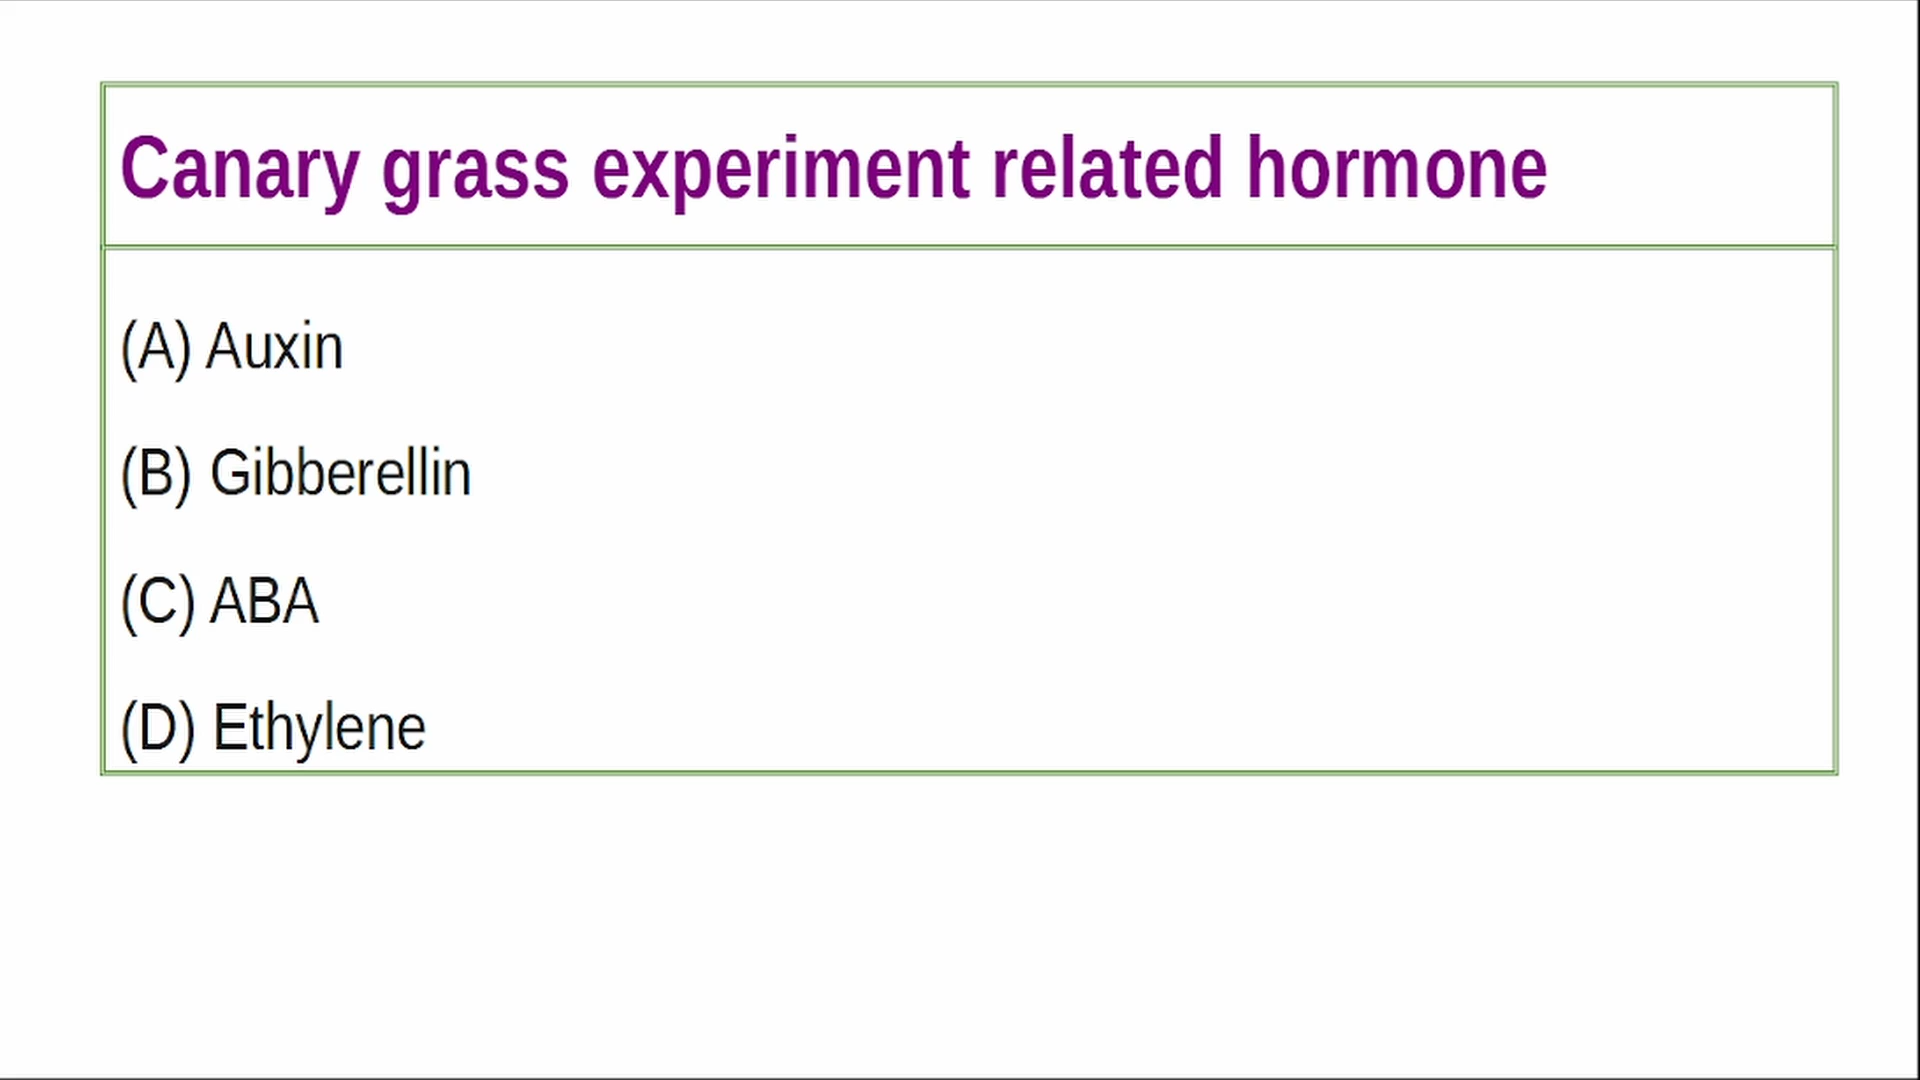 Canary grass experiment related hormone
(A) Auxin
(B) Gibberellin
(C) ABA
(D) Ethylene